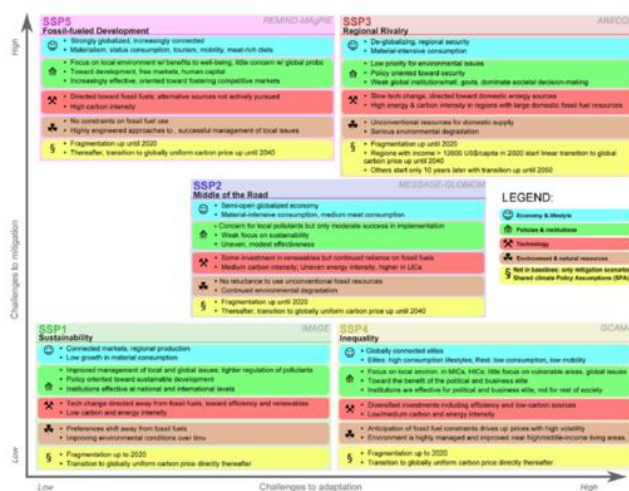 High
Challenges to mitigation
Low
SSP5
REMIND-MAgPIE
Fossil-fueled Development
• Strongly globalized, increasingly connected
• Materialism, status consumption, tourism, mobility, meat-rich diets
• Focus on local environment w/ benefits to well-being, little concern w/ global probs
• Toward development, free markets, human capital
• Increasingly effective, oriented toward fostering competitive markets
• Directed toward fossil fuels; alternative sources not actively pursued
• High carbon intensity
• No constraints on fossil fuel use
• Highly engineered approaches to , successful management of local issues
§
• Fragmentation up until 2020
• Thereafter, transition to globally uniform carbon price up until 2040
SSP3
AIM/CGE
Regional Rivalry
• De-globalizing, regional security
• Material-intensive consumption
• Low priority for environmental issues
• Policy oriented toward security
• Weak global institutions/natl. govts. dominate societal decision-making
• Slow tech change, directed toward domestic energy sources
• High energy & carbon intensity in regions with large domestic fossil fuel resources
• Unconventional resources for domestic supply
• Serious environmental degradation
§
• Fragmentation up until 2020
• Regions with income > 12600 US$/capita in 2020 start linear transition to global
carbon price up until 2040
• Others start only 10 years later with transition up until 2050
SSP2
MESSAGE-GLOBIOM
Middle of the Road
• Semi-open globalized economy
• Material-intensive consumption, medium meat consumption
• Concern for local pollutants but only moderate success in implementation
• Weak focus on sustainability
• Uneven, modest effectiveness
• Some investment in renewables but continued reliance on fossil fuels
• Medium carbon intensity; Uneven energy intensity, higher in LICs
• No reluctance to use unconventional fossil resources
• Continued environmental degradation
§
• Fragmentation up until 2020
• Thereafter, transition to globally uniform carbon price up until 2040
LEGEND:
Economy & lifestyle
Policies & institutions
Technology
Environment & natural resources
§
Not in baselines: only mitigation scenarios
Shared climate Policy Assumptions (SPA)
SSP1
IMAGE
Sustainability
• Connected markets, regional production
• Low growth in material consumption
• Improved management of local and global issues; tighter regulation of pollutants
• Policy oriented toward sustainable development
• Institutions effective at national and international levels
• Tech change directed away from fossil fuels, toward efficiency and renewables
• Low carbon and energy intensity
• Preferences shift away from fossil fuels
• Improving environmental conditions over time
§
• Fragmentation up to 2020
• Transition to globally uniform carbon price directly thereafter
SSP4
GCAM4
Inequality
• Globally connected elites
• Elites: high consumption lifestyles; Rest: low consumption, low mobility
• Focus on local environ. in MICs, HICs; little focus on vulnerable areas, global issues
• Toward the benefit of the political and business elite
• Institutions are effective for political and business elite, not for rest of society
• Diversified investments including efficiency and low-carbon sources
• Low/medium carbon and energy intensity
• Anticipation of fossil fuel constraints drives up prices with high volatility
• Environment is highly managed and improved near high/middle-income living areas,
§
• Fragmentation up to 2020
• Transition to globally uniform carbon price directly thereafter
Low
Challenges to adaptation
High